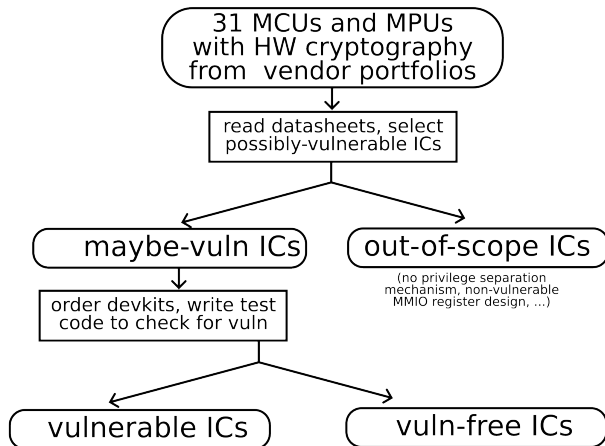 31 MCUs and MPUs
with HW cryptography
from vendor portfolios
read datasheets, select
possibly-vulnerable ICs
maybe-vuln ICs
out-of-scope ICs
(no privilege separation
mechanism, non-vulnerable
MMIO register design, ...)
order devkits, write test
code to check for vuln
vulnerable ICs
vuln-free ICs